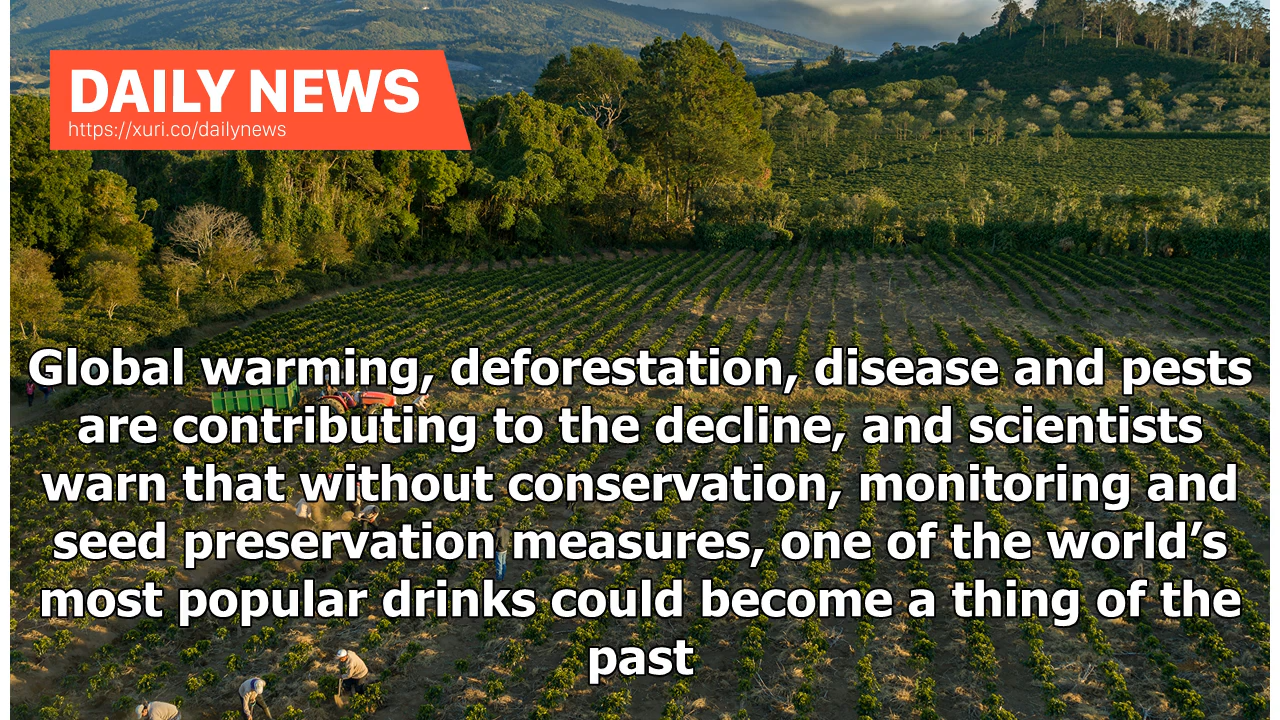 DAILY NEWS
https://xuri.co/dailynews
Global warming, deforestation, disease and pests
are contributing to the decline, and scientists
warn that without conservation, monitoring and
seed preservation measures, one of the world’s
most popular drinks could become a thing of the
past